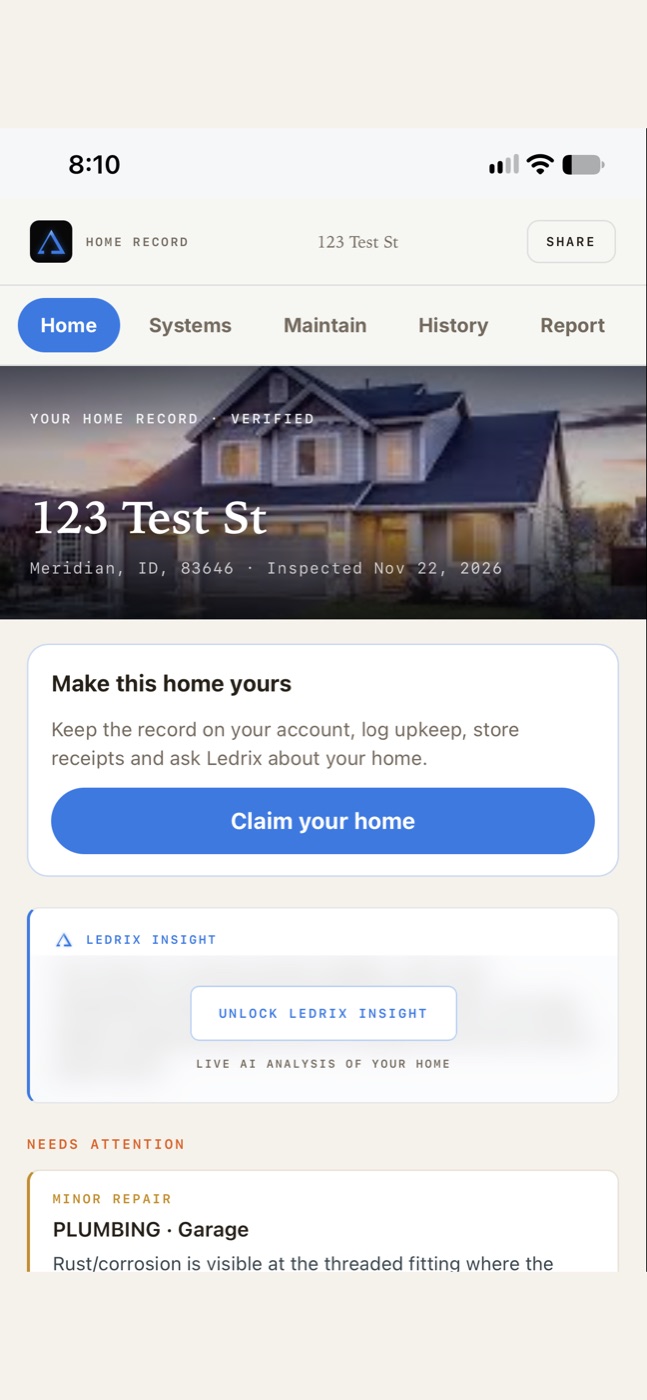 8:10
HOME RECORD
123 Test St
SHARE
Home Systems Maintain History Report
YOUR HOME RECORD · VERIFIED
123 Test St
Meridian, ID, 83646 · Inspected Nov 22, 2026
Make this home yours
Keep the record on your account, log upkeep, store
receipts and ask Ledrix about your home.
Claim your home
LEDRIX INSIGHT
UNLOCK LEDRIX INSIGHT
LIVE AI ANALYSIS OF YOUR HOME
NEEDS ATTENTION
MINOR REPAIR
PLUMBING · Garage
Rust/corrosion is visible at the threaded fitting where the